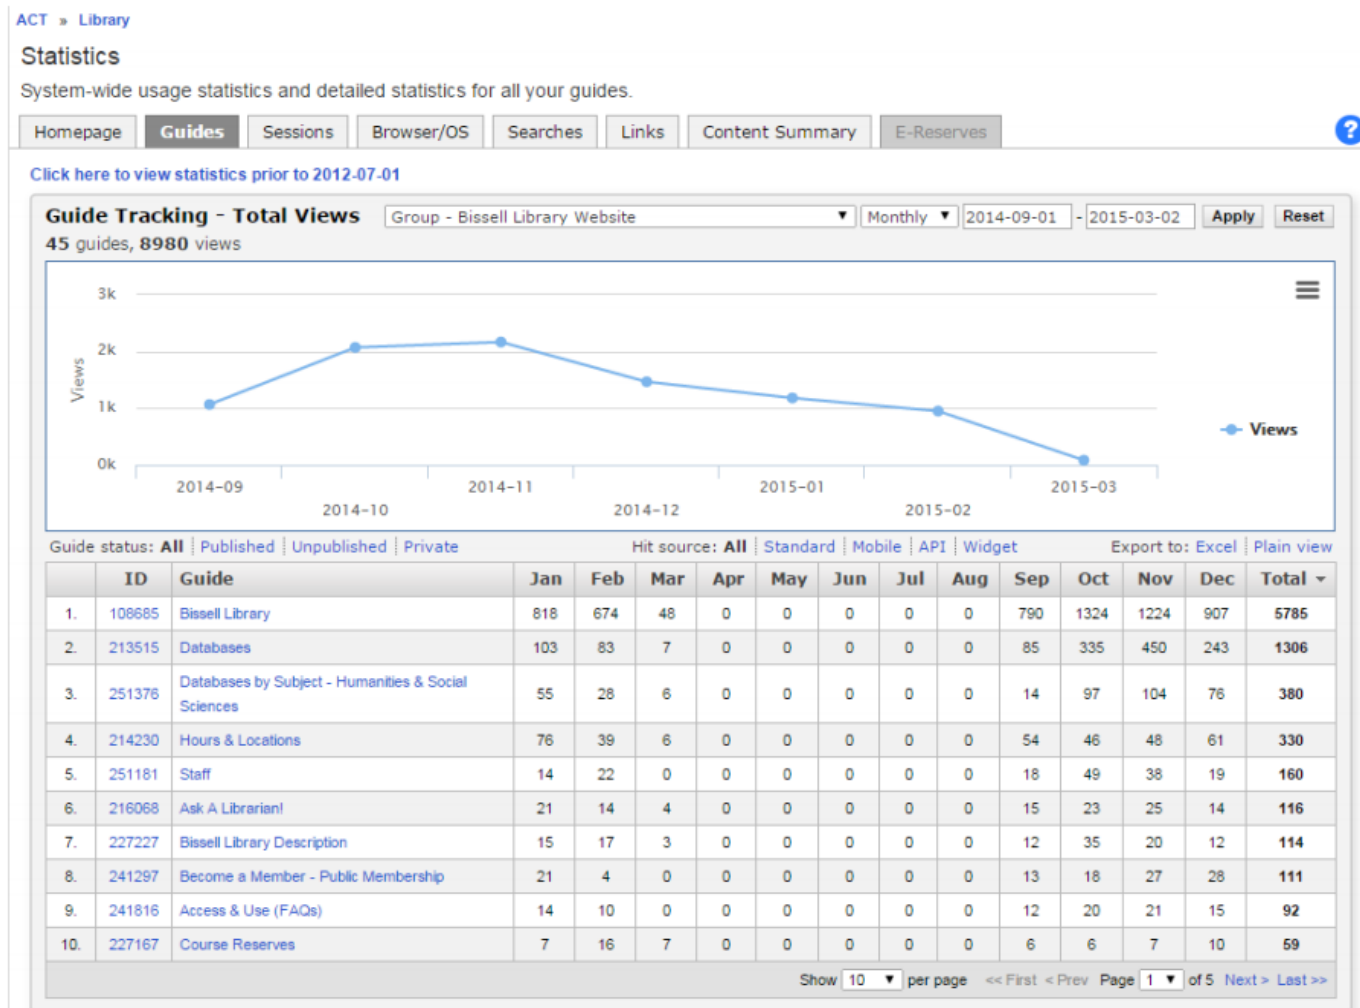 ACT » Library
Statistics
System-wide usage statistics and detailed statistics for all your guides.
Homepage Guides Sessions Browser/OS Searches Links Content Summary E-Reserves ?
Click here to view statistics prior to 2012-07-01
Guide Tracking - Total Views Group - Bissell Library Website Monthly 2014-09-01 - 2015-03-02 Apply Reset
45 guides, 8980 views
3k
2k
1k
0k
Views
Views
2014-09 2014-11 2015-01 2015-03
2014-10 2014-12 2015-02
Guide status: All Published Unpublished Private Hit source: All Standard Mobile API Widget Export to: Excel Plain view
ID Guide Jan Feb Mar Apr May Jun Jul Aug Sep Oct Nov Dec Total
1. 108685 Bissell Library 818 674 48 0 0 0 0 0 790 1324 1224 907 5785
2. 213515 Databases 103 83 7 0 0 0 0 0 85 335 450 243 1306
3. 251376 Databases by Subject - Humanities & Social
Sciences 55 28 6 0 0 0 0 0 14 97 104 76 380
4. 214230 Hours & Locations 76 39 6 0 0 0 0 0 54 46 48 61 330
5. 251181 Staff 14 22 0 0 0 0 0 0 18 49 38 19 160
6. 216068 Ask A Librarian! 21 14 4 0 0 0 0 0 15 23 25 14 116
7. 227227 Bissell Library Description 15 17 3 0 0 0 0 0 12 35 20 12 114
8. 241297 Become a Member - Public Membership 21 4 0 0 0 0 0 0 13 18 27 28 111
9. 241816 Access & Use (FAQs) 14 10 0 0 0 0 0 0 12 20 21 15 92
10. 227167 Course Reserves 7 16 7 0 0 0 0 0 6 6 7 10 59
Show 10 per page << First < Prev Page 1 of 5 Next > Last >>